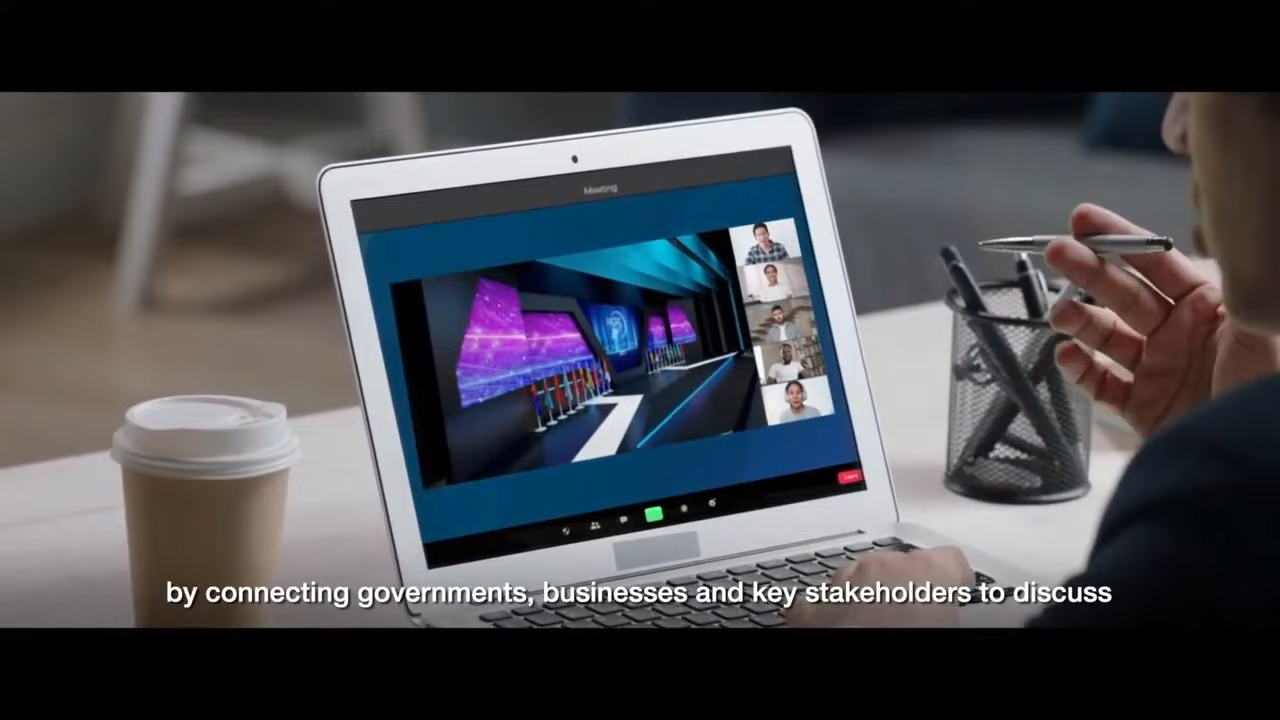 Meeting
by connecting governments, businesses and key stakeholders to discuss